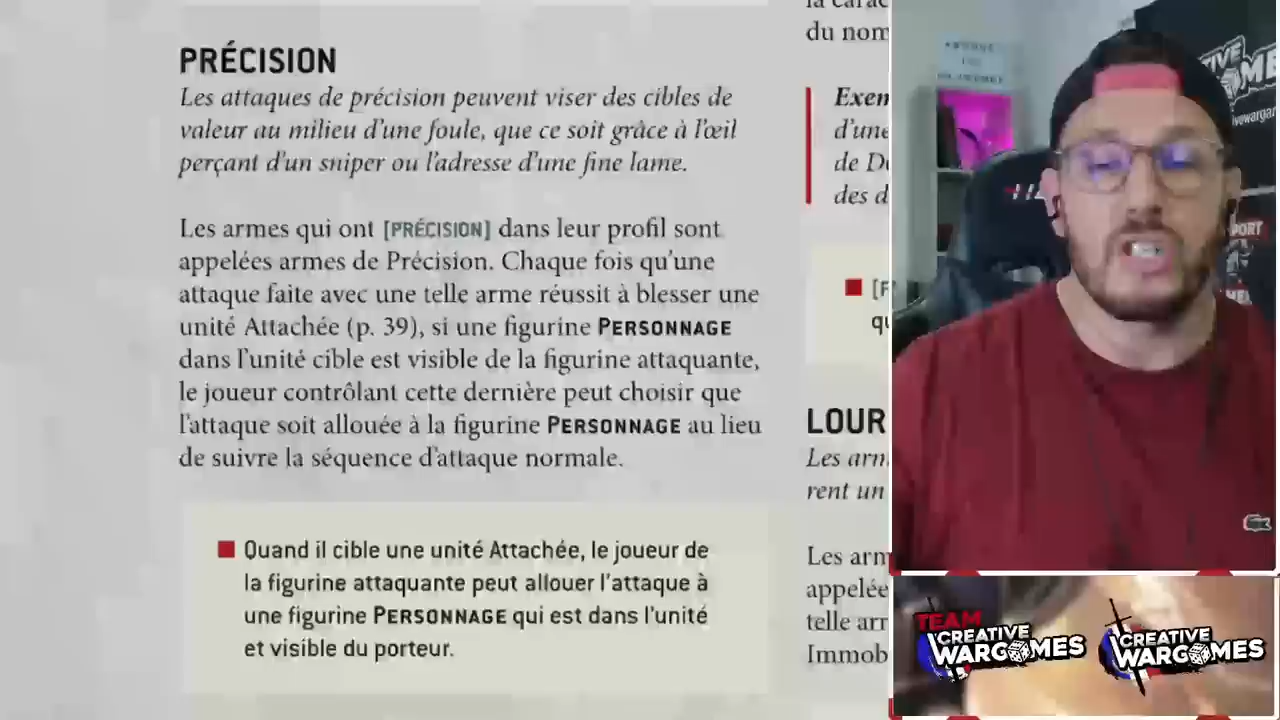 PRÉCISION
Les attaques de précision peuvent viser des cibles de
valeur au milieu d'une foule, que ce soit grâce à l'œil
perçant d'un sniper ou l'adresse d'une fine lame.
Les armes qui ont [PRÉCISION] dans leur profil sont
appelées armes de Précision. Chaque fois qu'une
attaque faite avec une telle arme réussit à blesser une
unité Attachée (p. 39), si une figurine PERSONNAGE
dans l'unité cible est visible de la figurine attaquante,
le joueur contrôlant cette dernière peut choisir que
l'attaque soit allouée à la figurine PERSONNAGE au lieu
de suivre la séquence d'attaque normale.
Quand il cible une unité Attachée, le joueur de
la figurine attaquante peut allouer l'attaque à
une figurine PERSONNAGE qui est dans l'unité
et visible du porteur.
du nom
Exem
d'une
de
des d
qu
LOUR
Les arm
rent un
Les arm
appelée
telle arr
Immob
TEAM
CREATIVE
WARGAMES
CREATIVE
WARGAMES